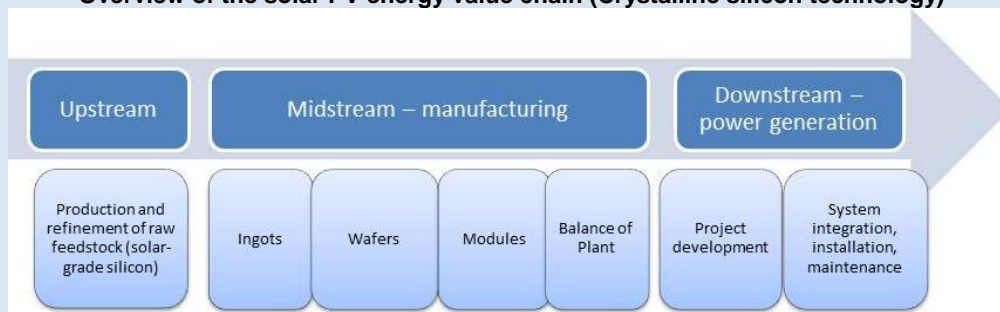 Overview of the solar PV energy value chain (Crystalline silicon technology)
Upstream
Midstream – manufacturing
Downstream –
power generation
Production and
refinement of raw
feedstock (solar-
grade silicon)
Ingots
Wafers
Modules
Balance of
Plant
Project
development
System
integration,
installation,
maintenance